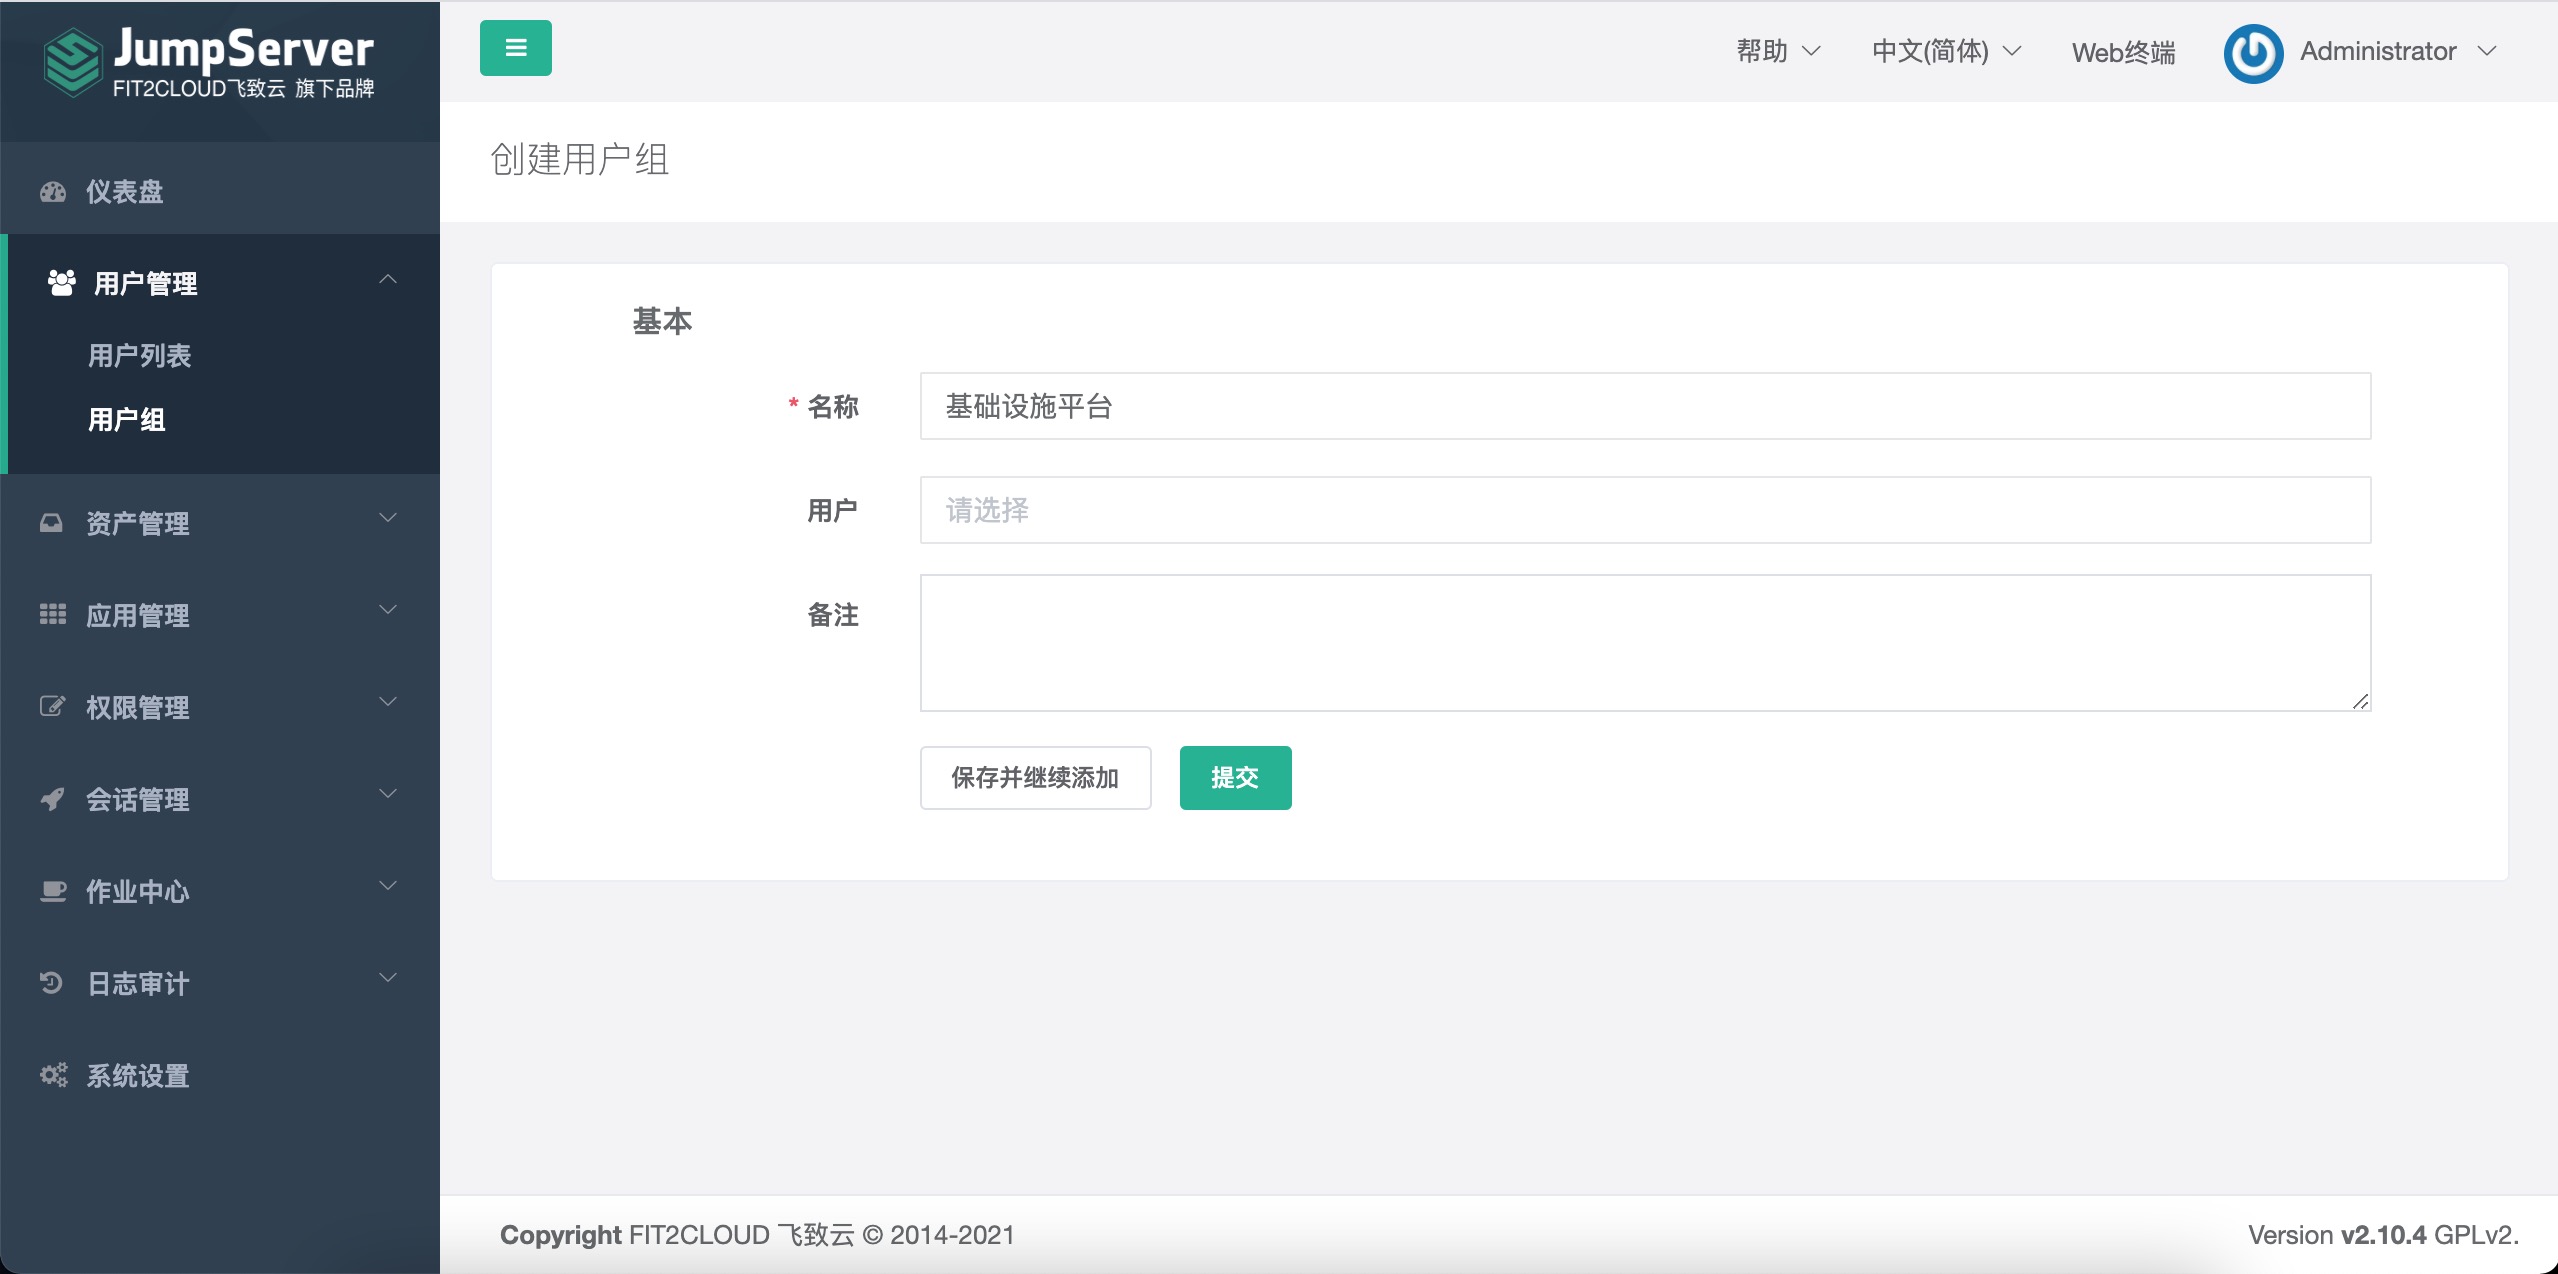 JumpServer
FIT2CLOUD飞致云 旗下品牌
仪表盘
用户管理
用户列表
用户组
资产管理
应用管理
权限管理
会话管理
作业中心
日志审计
系统设置
帮助
中文(简体)
Web终端
Administrator
创建用户组
基本
* 名称
基础设施平台
用户
请选择
备注
保存并继续添加
提交
Copyright FIT2CLOUD 飞致云 © 2014-2021
Version v2.10.4 GPLv2.